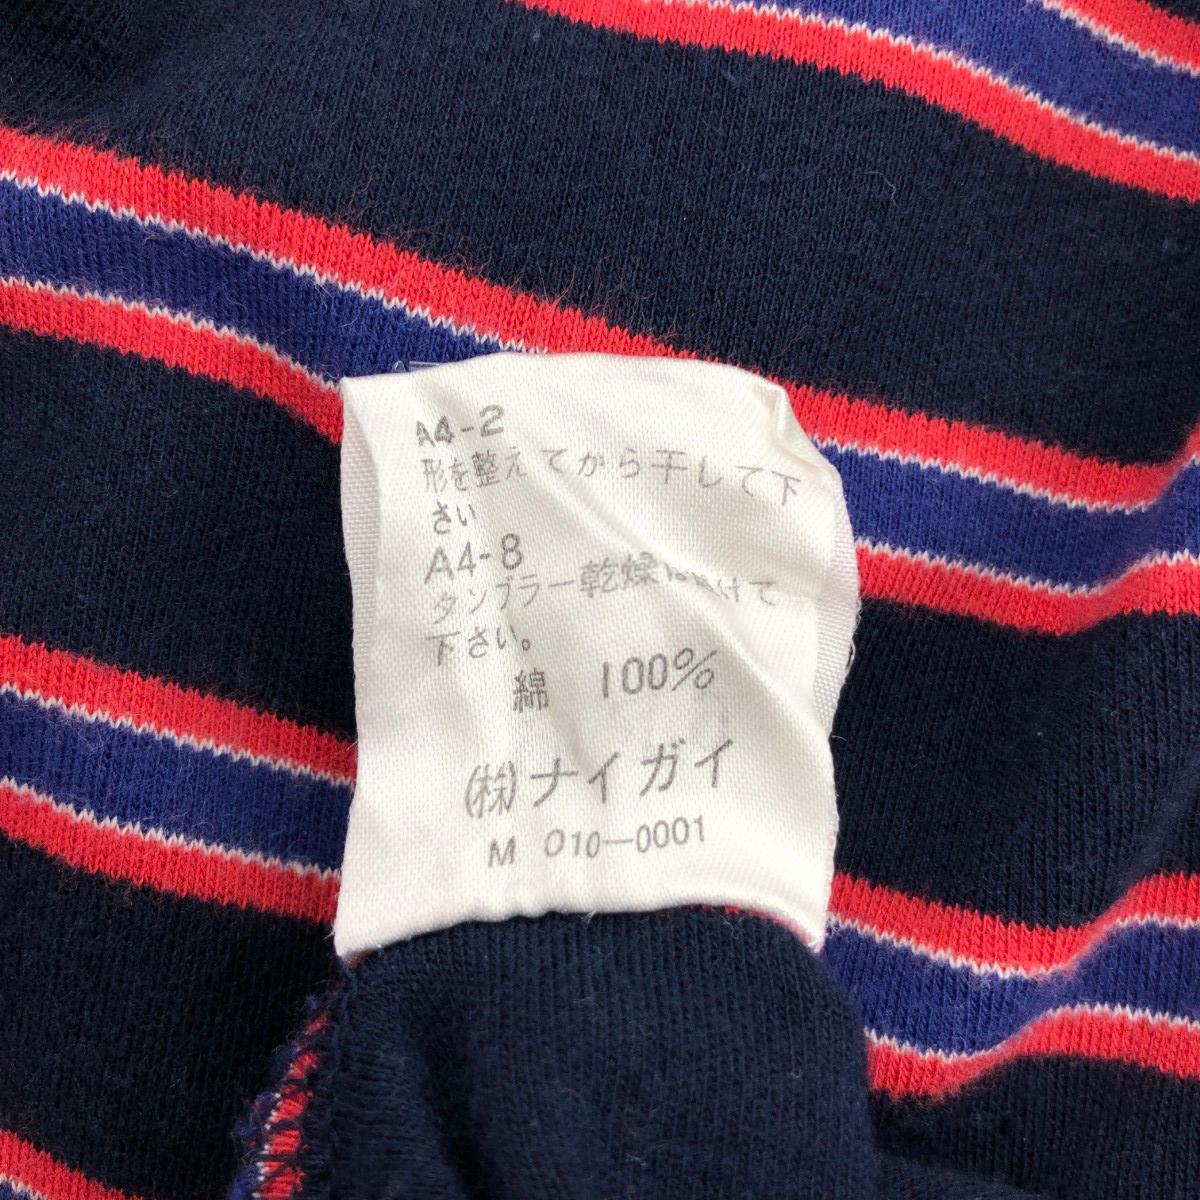 A4-2
形を整えてから干して下
さい
A4-8
タンブラー乾燥は避けて
下さい。
綿 100%
(株)ナイガイ
M 010-0001